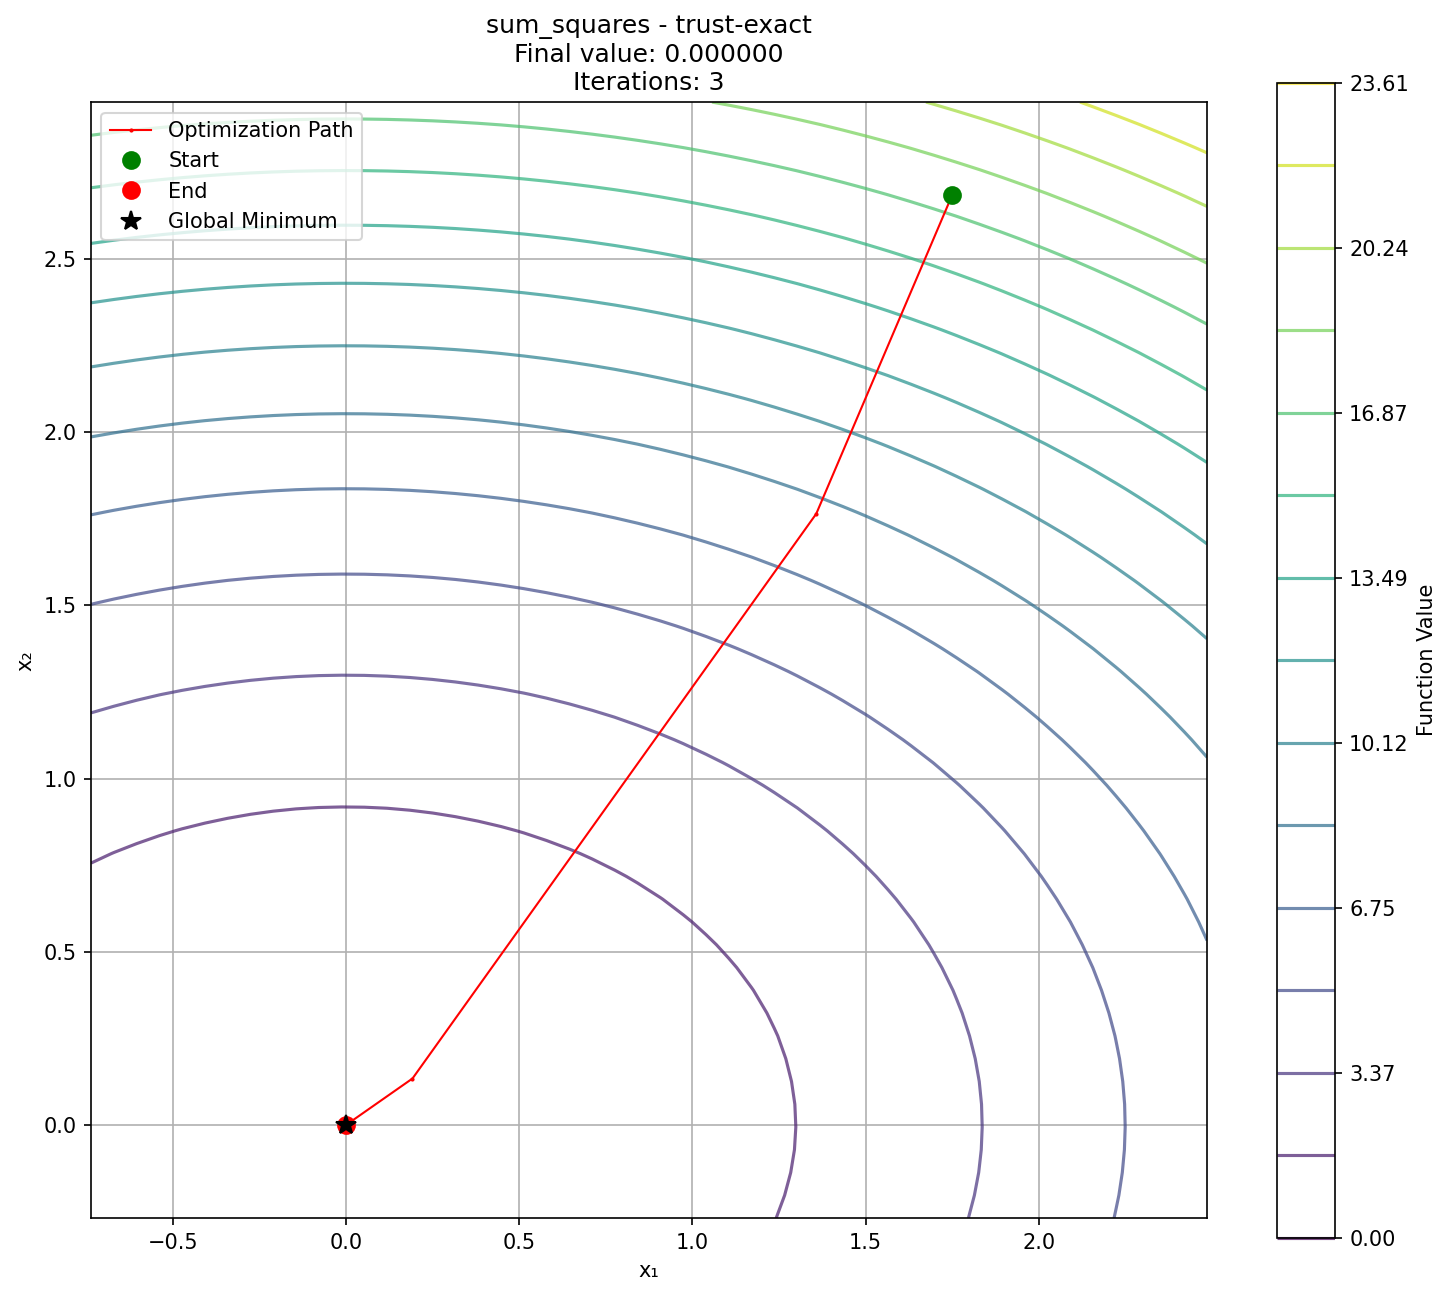 sum_squares - trust-exact
Final value: 0.000000
Iterations: 3
Optimization Path
Start
End
Global Minimum
2.5
2.0
1.5
1.0
0.5
0.0
x₂
−0.5
0.0
0.5
1.0
1.5
2.0
x₁
23.61
20.24
16.87
13.49
10.12
6.75
3.37
0.00
Function Value